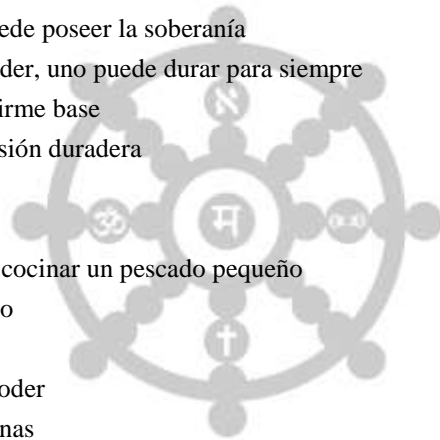 ede poseer la soberanía
der, uno puede durar para siempre
irme base
sión duradera
cocinar un pescado pequeño
o
oder
nas
א
ॐ
म
✝